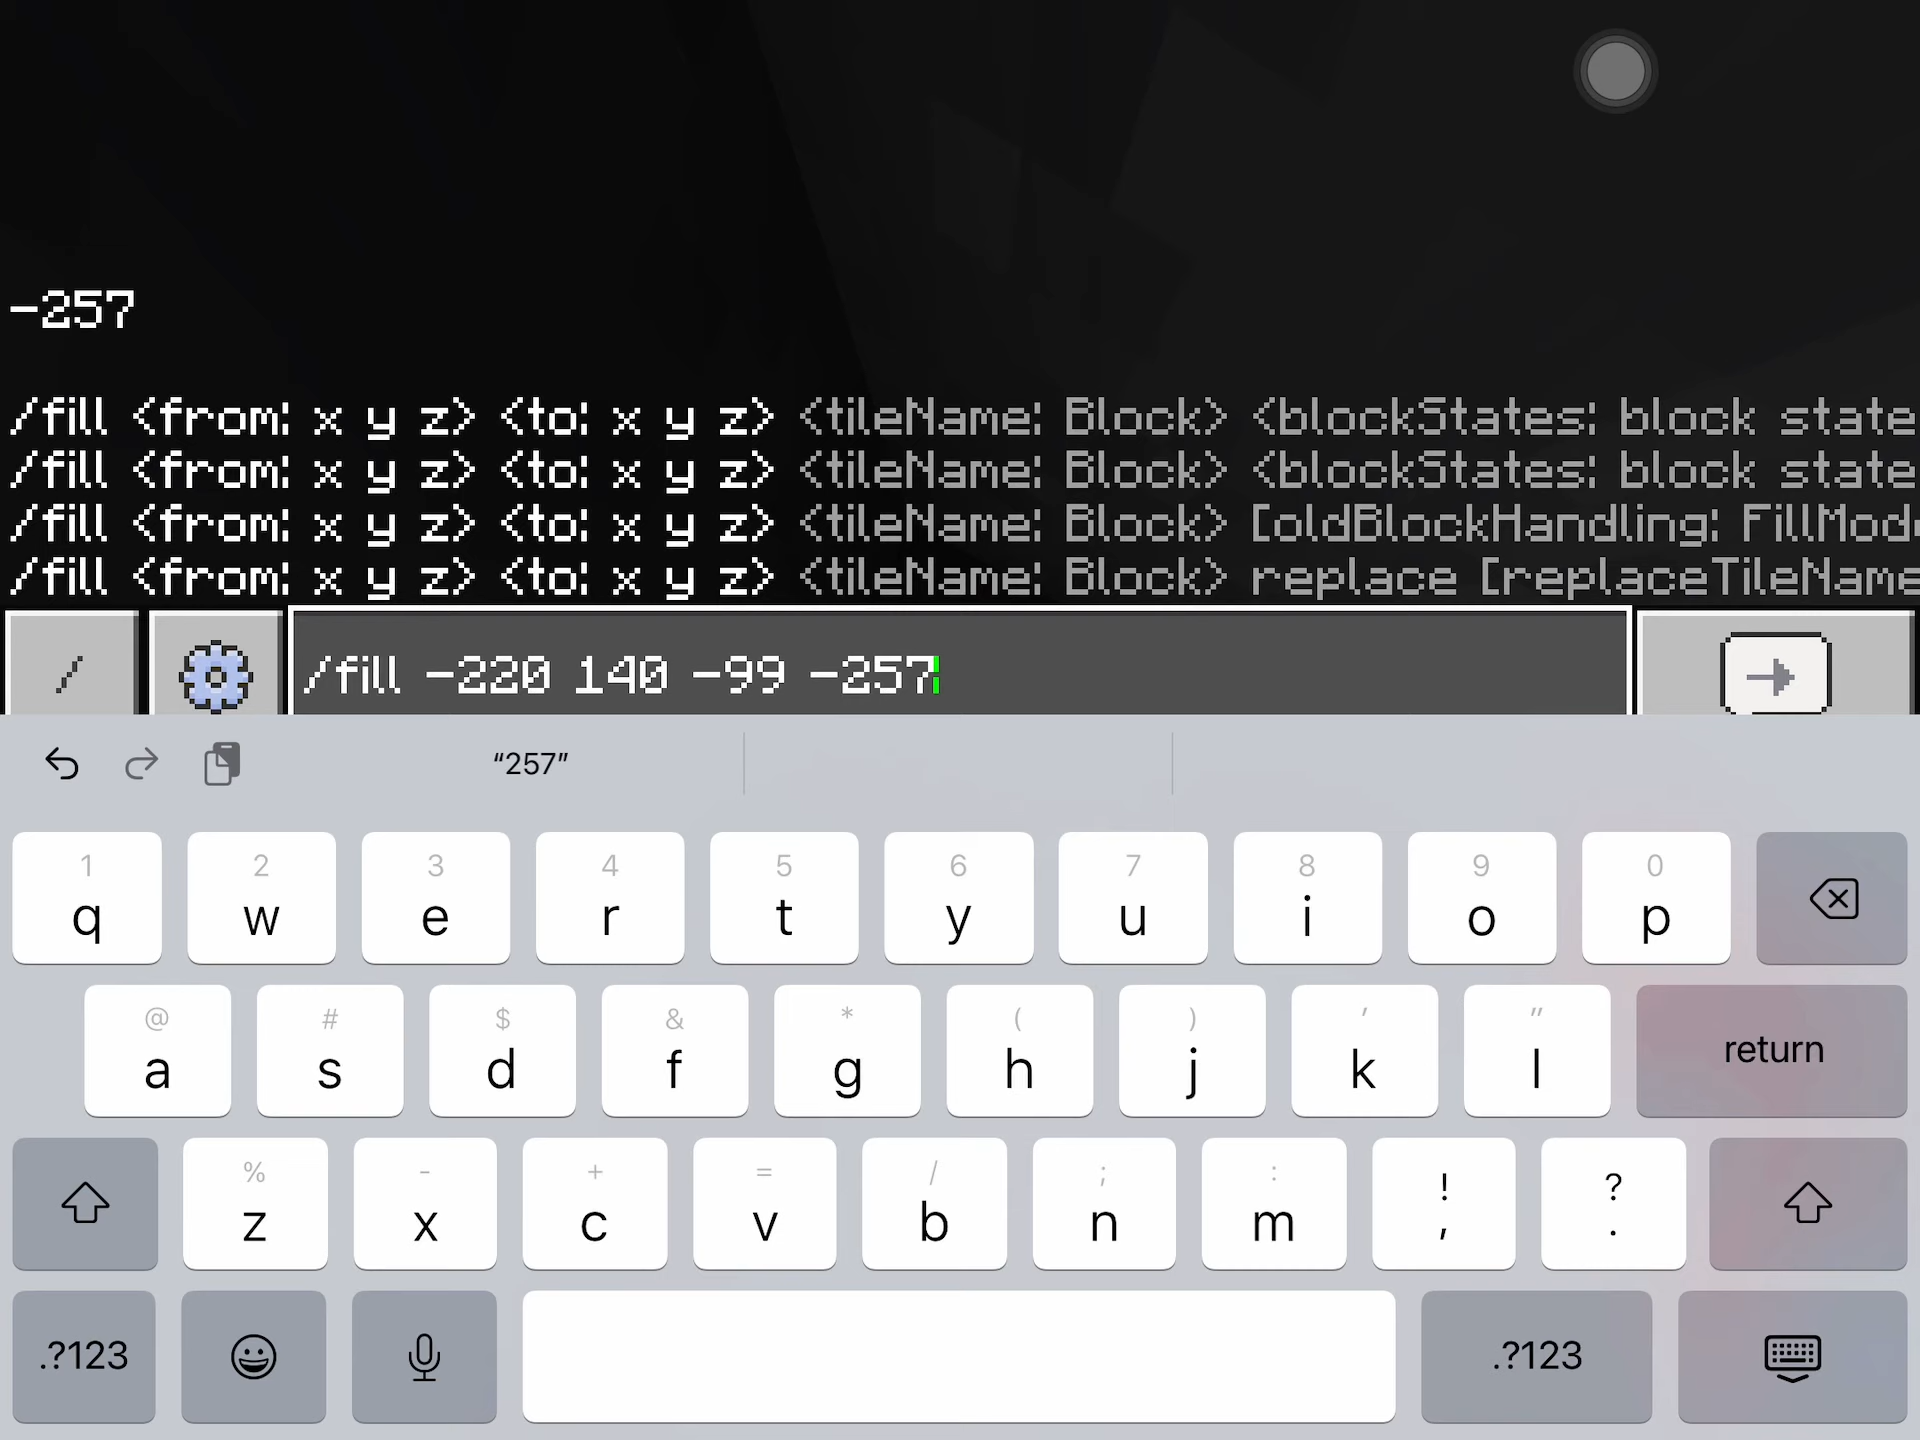 -257
/fill <from: x y z> <to: x y z> <tileName: Block> <blockStates: block state
/fill <from: x y z> <to: x y z> <tileName: Block> <blockStates: block state
/fill <from: x y z> <to: x y z> <tileName: Block> [oldBlockHandling: FillMod
/fill <from: x y z> <to: x y z> <tileName: Block> replace [replaceTileName
/ /fill -220 140 -99 -257
“257”
1 2 3 4 5 6 7 8 9 0
q w e r t y u i o p
@ # $ & * ( ) ' "
a s d f g h j k l return
% - + = / ; : ! ?
z x c v b n m , .
.?123 .?123